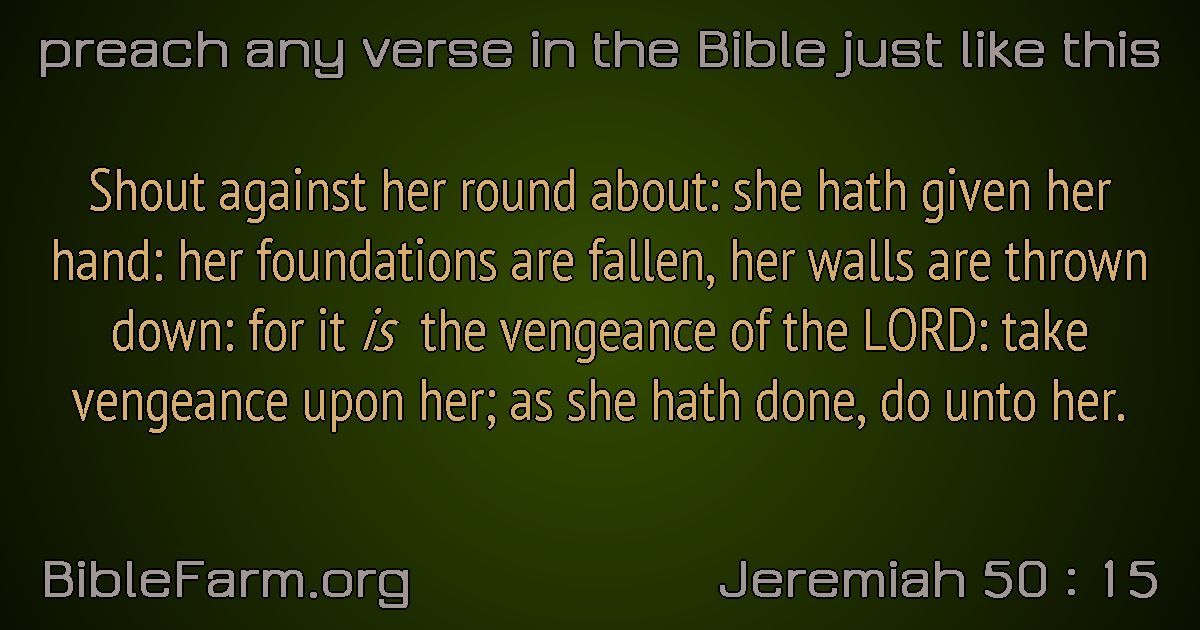 preach any verse in the Bible just like this
Shout against her round about: she hath given her
hand: her foundations are fallen, her walls are thrown
down: for it is the vengeance of the LORD: take
vengeance upon her; as she hath done, do unto her.
BibleFarm.org
Jeremiah 50 : 15